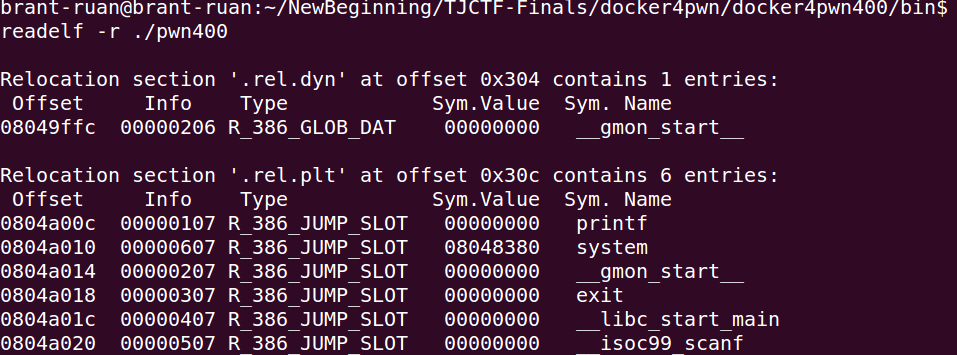 brant-ruan@brant-ruan:~/NewBeginning/TJCTF-Finals/docker4pwn/docker4pwn400/bin$
readelf -r ./pwn400
Relocation section '.rel.dyn' at offset 0x304 contains 1 entries:
 Offset     Info    Type            Sym.Value  Sym. Name
08049ffc  00000206 R_386_GLOB_DAT    00000000   __gmon_start__
Relocation section '.rel.plt' at offset 0x30c contains 6 entries:
 Offset     Info    Type            Sym.Value  Sym. Name
0804a00c  00000107 R_386_JUMP_SLOT   00000000   printf
0804a010  00000607 R_386_JUMP_SLOT   08048380   system
0804a014  00000207 R_386_JUMP_SLOT   00000000   __gmon_start__
0804a018  00000307 R_386_JUMP_SLOT   00000000   exit
0804a01c  00000407 R_386_JUMP_SLOT   00000000   __libc_start_main
0804a020  00000507 R_386_JUMP_SLOT   00000000   __isoc99_scanf